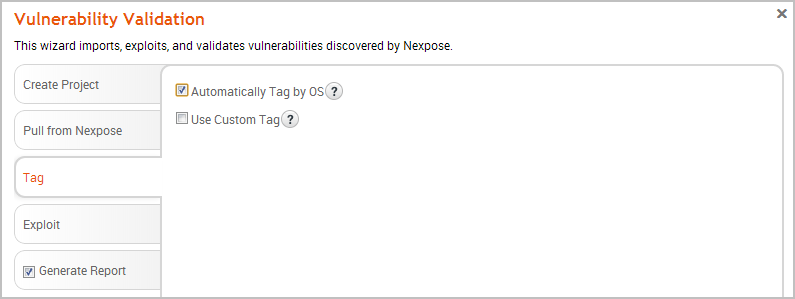 Vulnerability Validation
This wizard imports, exploits, and validates vulnerabilities discovered by Nexpose.
Create Project
Pull from Nexpose
Tag
Exploit
Generate Report
Automatically Tag by OS ?
Use Custom Tag ?